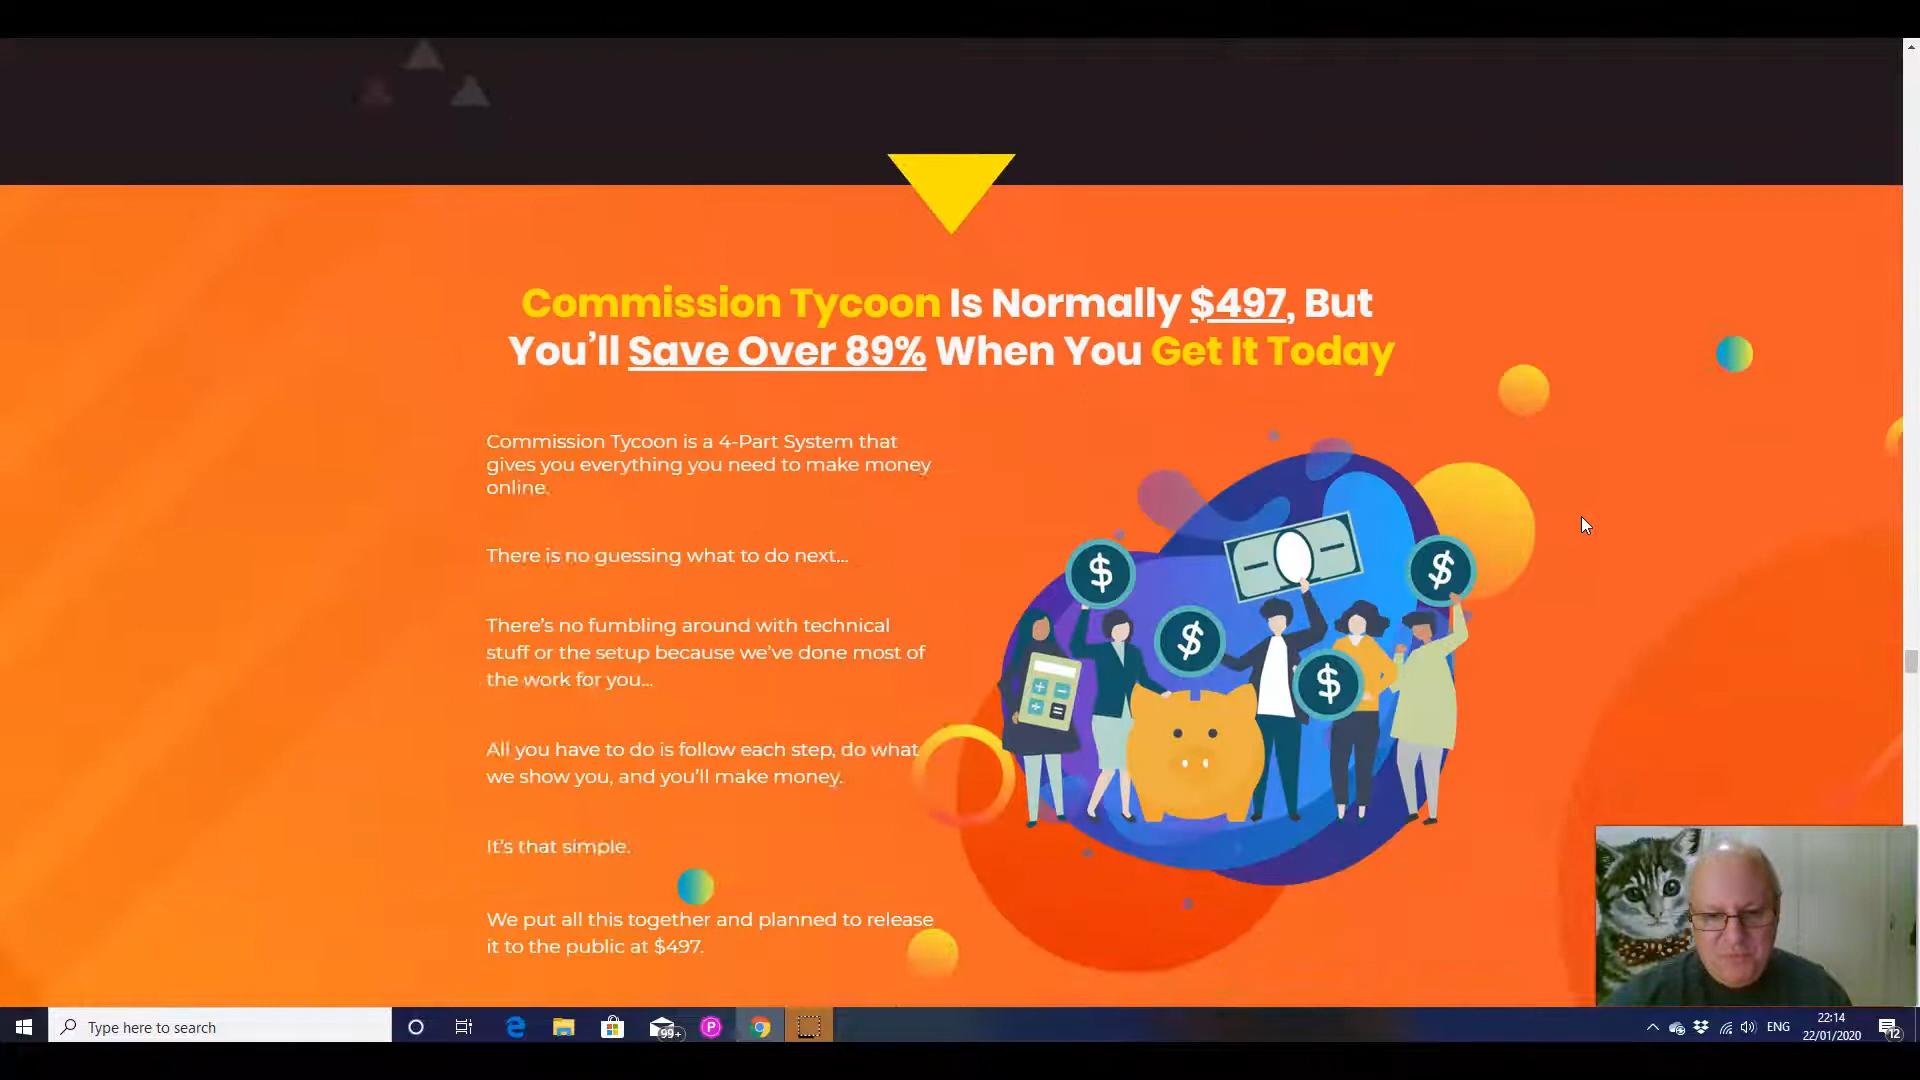 Commission Tycoon Is Normally $497, But
You'll Save Over 89% When You Get It Today
Commission Tycoon is a 4-Part System that
gives you everything you need to make money
online.
There is no guessing what to do next...
There's no fumbling around with technical
stuff or the setup because we've done most of
the work for you...
All you have to do is follow each step, do what
we show you, and you'll make money.
It's that simple.
We put all this together and planned to release
it to the public at $497.
$
$
$
$
Type here to search
99+
P
ENG
22:14
22/01/2020
12